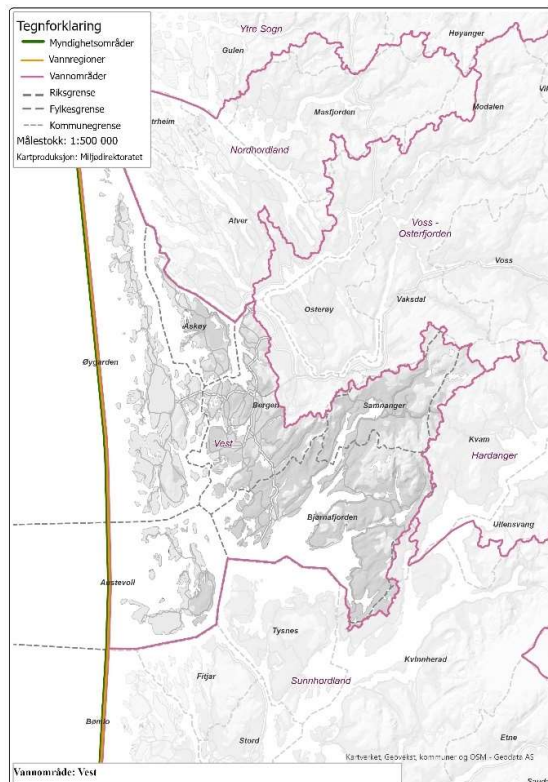 Tegnforklaring
Myndighetsområder
Vannregioner
Vannområder
Riksgrense
Fylkesgrense
Kommunegrense
Målestokk: 1:500 000
Kartproduksjon: Miljødirektoratet
Ytre Sogn
Høyanger
Gulen
Modalen
Masfjorden
Nordhordland
Alver
Voss -
Osterfjorden
Voss
Osterøy
Vaksdal
Askøy
Øygarden
Bergen
Samnanger
Vest
Kvam
Hardanger
Bjørnafjorden
Ullensvang
Austevoll
Tysnes
Kvinnherad
Fitjar
Sunnhordland
Bømlo
Stord
Etne
Kartverket, Geovekst, kommuner og OSM - Geodata AS
Vannområde: Vest